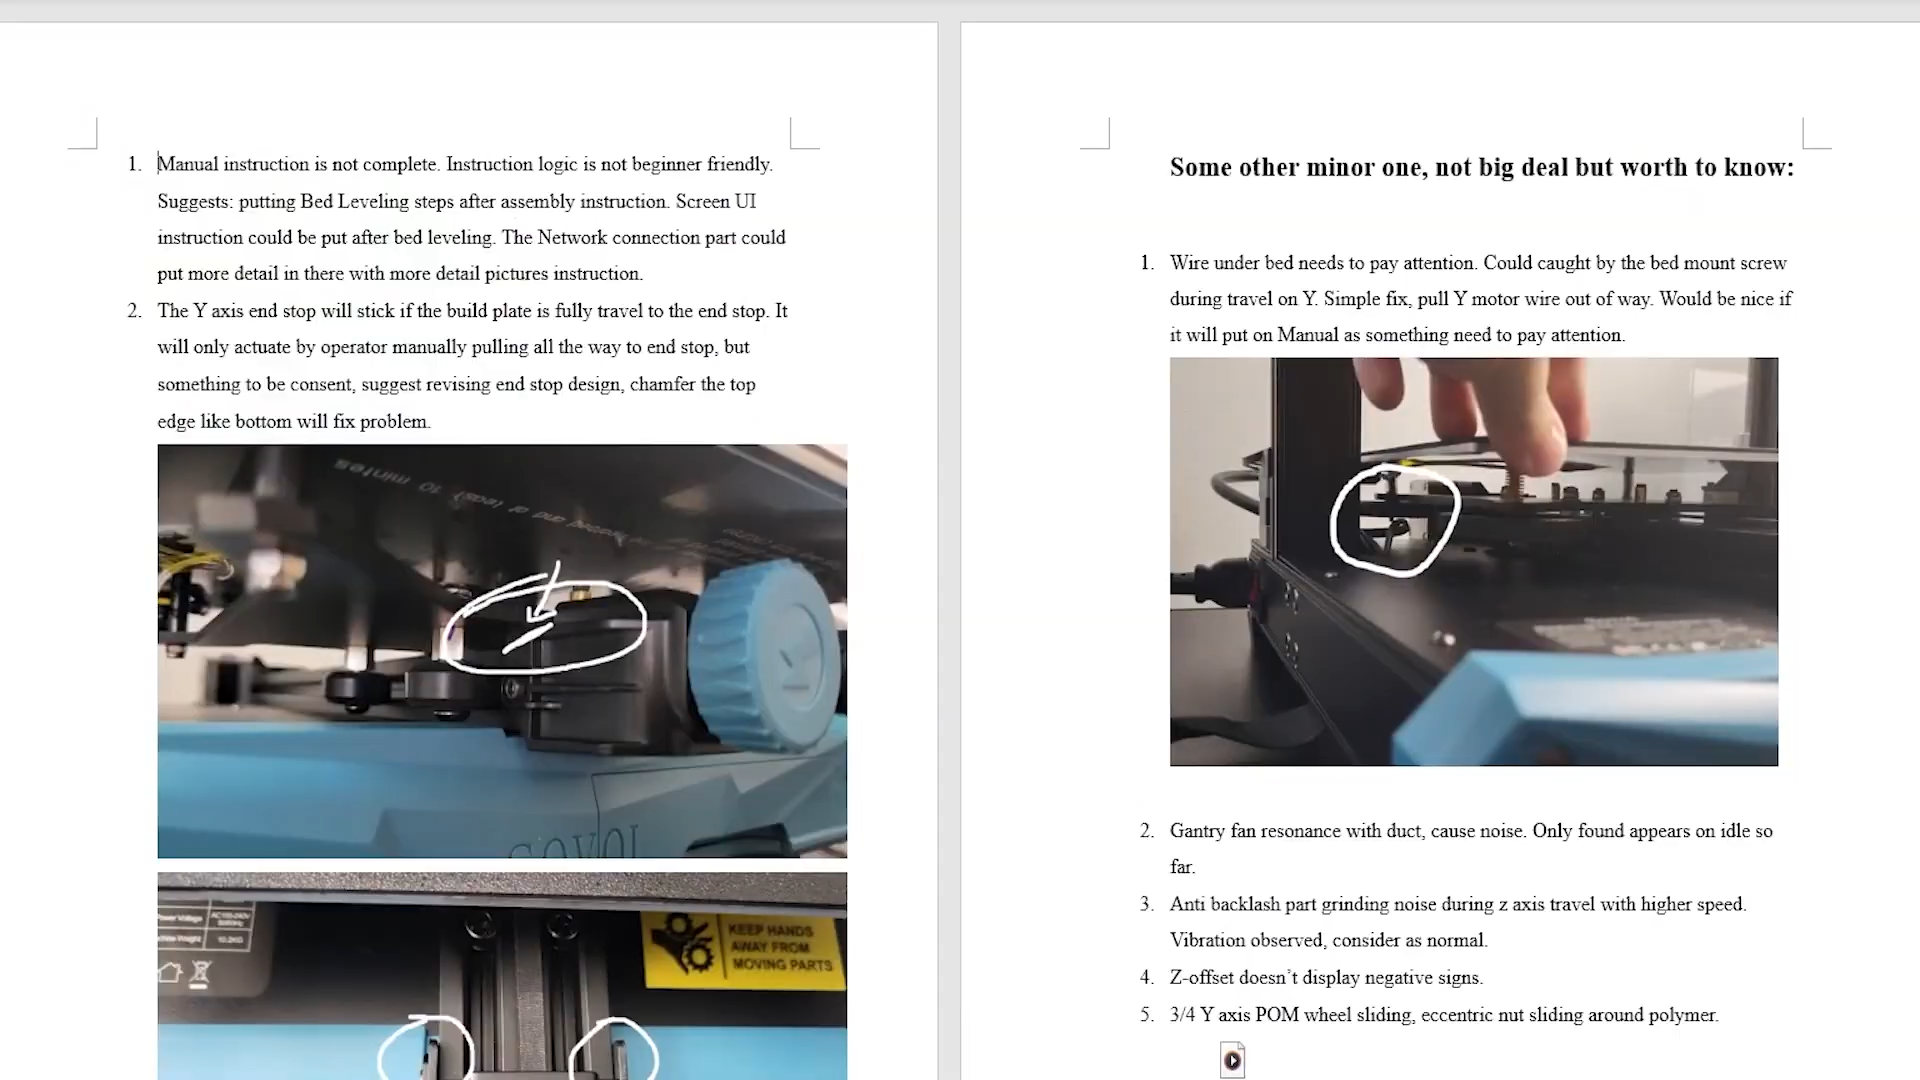 1. Manual instruction is not complete. Instruction logic is not beginner friendly.
Suggests: putting Bed Leveling steps after assembly instruction. Screen UI
instruction could be put after bed leveling. The Network connection part could
put more detail in there with more detail pictures instruction.
2. The Y axis end stop will stick if the build plate is fully travel to the end stop. It
will only actuate by operator manually pulling all the way to end stop, but
something to be consent, suggest revising end stop design, chamfer the top
edge like bottom will fix problem.
least 10 minutes
KEEP HANDS
AWAY FROM
MOVING PARTS
Some other minor one, not big deal but worth to know:
1. Wire under bed needs to pay attention. Could caught by the bed mount screw
during travel on Y. Simple fix, pull Y motor wire out of way. Would be nice if
it will put on Manual as something need to pay attention.
2. Gantry fan resonance with duct, cause noise. Only found appears on idle so
far.
3. Anti backlash part grinding noise during z axis travel with higher speed.
Vibration observed, consider as normal.
4. Z-offset doesn’t display negative signs.
5. 3/4 Y axis POM wheel sliding, eccentric nut sliding around polymer.